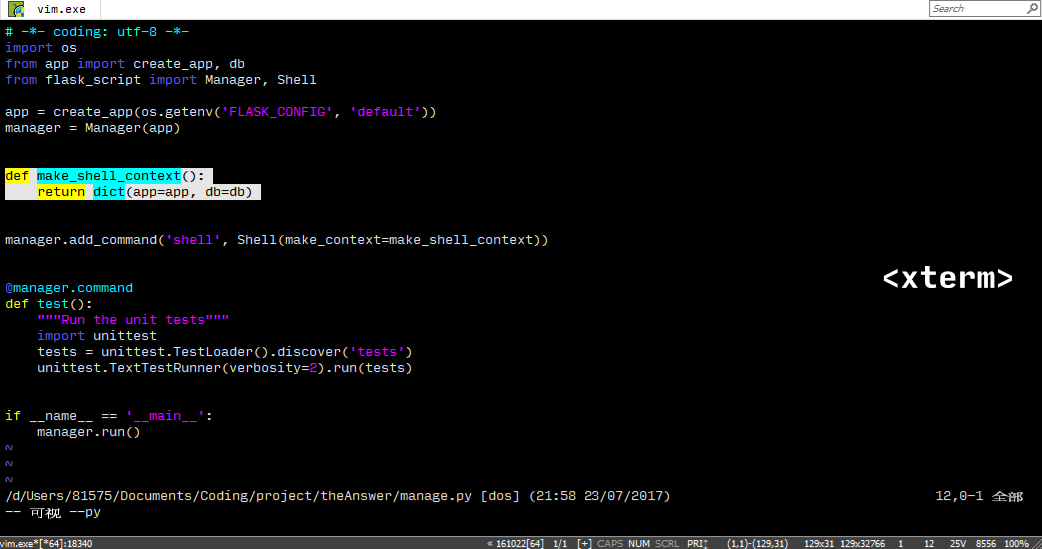 vim.exe
Search
# -*- coding: utf-8 -*-
import os
from app import create_app, db
from flask_script import Manager, Shell
app = create_app(os.getenv('FLASK_CONFIG', 'default'))
manager = Manager(app)
def make_shell_context():
    return dict(app=app, db=db)
manager.add_command('shell', Shell(make_context=make_shell_context))
<xterm>
@manager.command
def test():
    """Run the unit tests"""
    import unittest
    tests = unittest.TestLoader().discover('tests')
    unittest.TextTestRunner(verbosity=2).run(tests)
if __name__ == '__main__':
    manager.run()
~
~
~
/d/Users/81575/Documents/Coding/project/theAnswer/manage.py [dos] (21:58 23/07/2017) 12,0-1 全部
-- 可视 --py
vim.exe*[*64]:18340 « 161022[64] 1/1 [+] CAPS NUM SCRL PRI↕ (1,1)-(129,31) 129x31 129x32766 1 12 25V 8556 100%